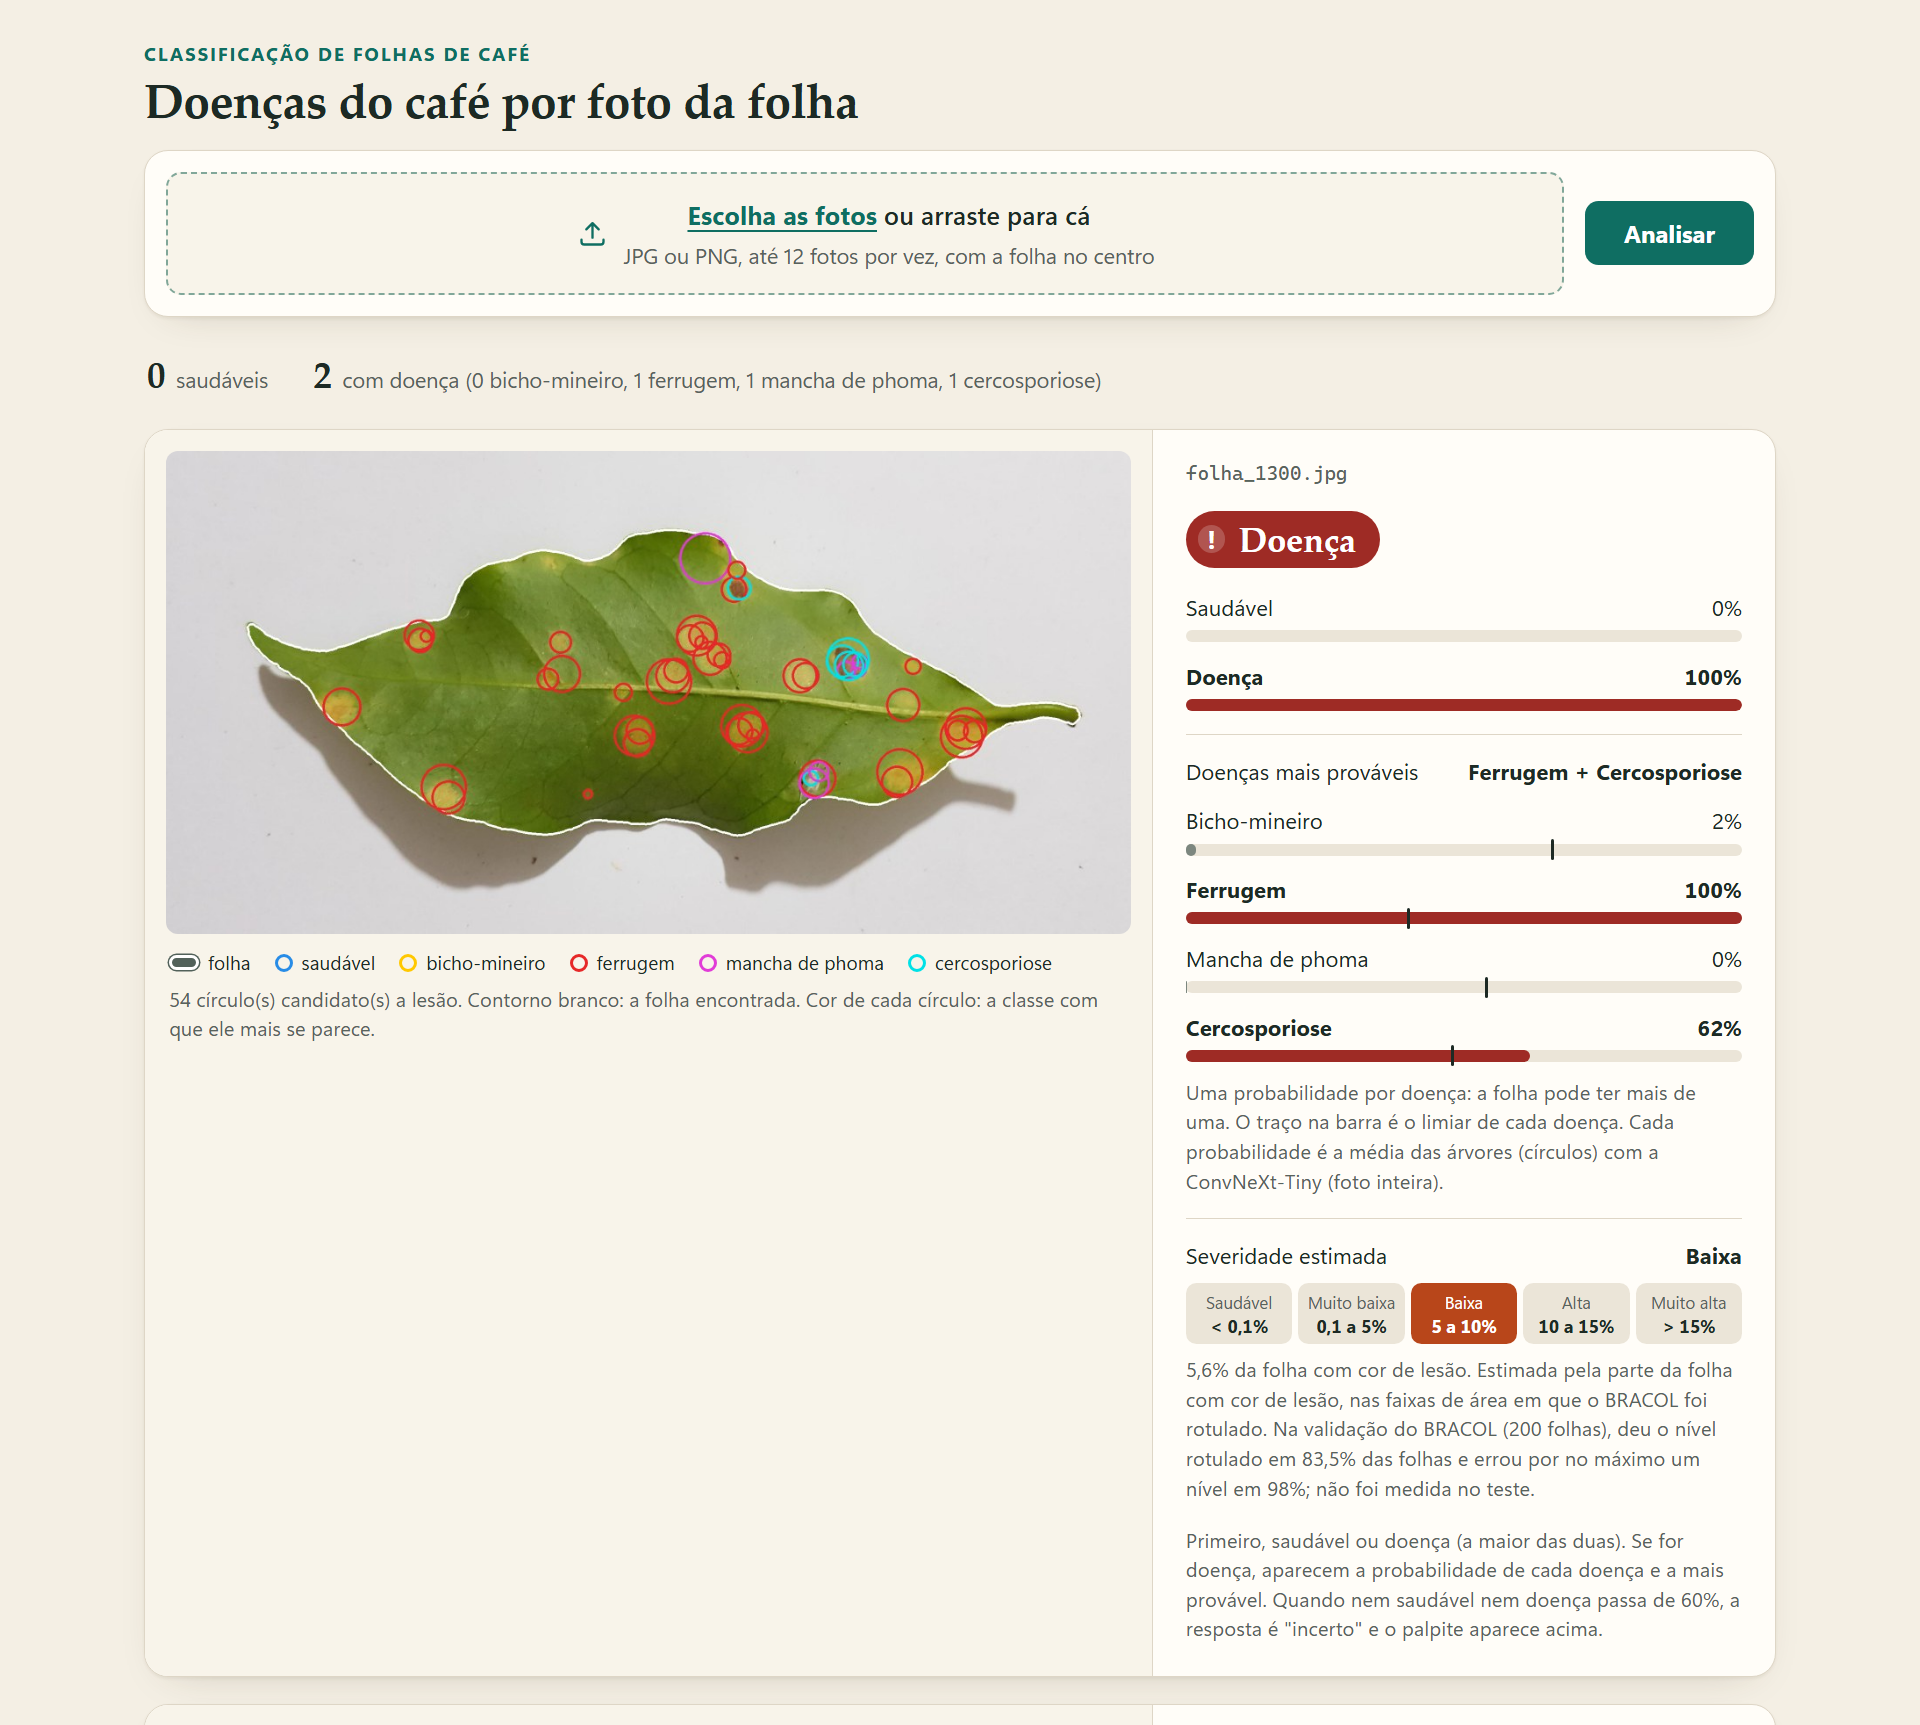 CLASSIFICAÇÃO DE FOLHAS DE CAFÉ
Doenças do café por foto da folha
Escolha as fotos ou arraste para cá
JPG ou PNG, até 12 fotos por vez, com a folha no centro
Analisar
0 saudáveis 2 com doença (0 bicho-mineiro, 1 ferrugem, 1 mancha de phoma, 1 cercosporiose)
folha saudável bicho-mineiro ferrugem mancha de phoma cercosporiose
54 círculo(s) candidato(s) a lesão. Contorno branco: a folha encontrada. Cor de cada círculo: a classe com
que ele mais se parece.
folha_1300.jpg
! Doença
Saudável 0%
Doença 100%
Doenças mais prováveis Ferrugem + Cercosporiose
Bicho-mineiro 2%
Ferrugem 100%
Mancha de phoma 0%
Cercosporiose 62%
Uma probabilidade por doença: a folha pode ter mais de
uma. O traço na barra é o limiar de cada doença. Cada
probabilidade é a média das árvores (círculos) com a
ConvNeXt-Tiny (foto inteira).
Severidade estimada Baixa
Saudável Muito baixa Baixa Alta Muito alta
< 0,1% 0,1 a 5% 5 a 10% 10 a 15% > 15%
5,6% da folha com cor de lesão. Estimada pela parte da folha
com cor de lesão, nas faixas de área em que o BRACOL foi
rotulado. Na validação do BRACOL (200 folhas), deu o nível
rotulado em 83,5% das folhas e errou por no máximo um
nível em 98%; não foi medida no teste.
Primeiro, saudável ou doença (a maior das duas). Se for
doença, aparecem a probabilidade de cada doença e a mais
provável. Quando nem saudável nem doença passa de 60%, a
resposta é "incerto" e o palpite aparece acima.